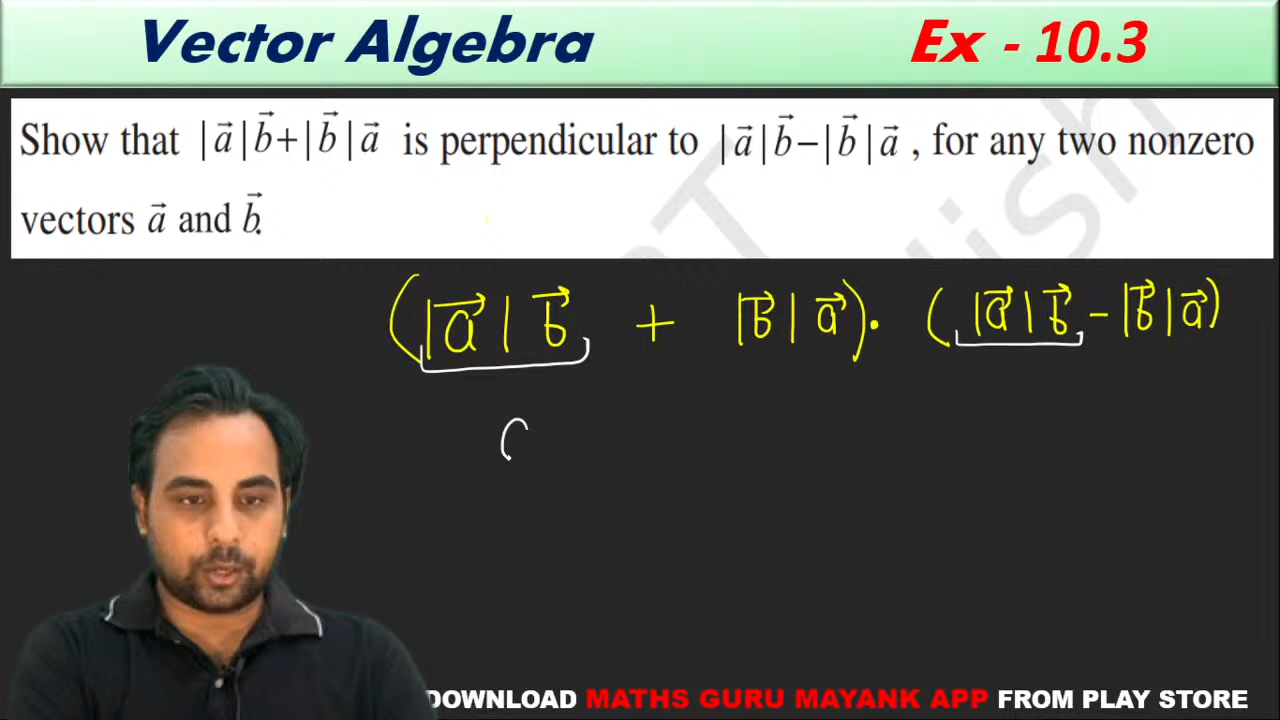 Vector Algebra Ex - 10.3
Show that |a⃗|b⃗+|b⃗|a⃗ is perpendicular to |a⃗|b⃗−|b⃗|a⃗, for any two nonzero
vectors a⃗ and b⃗.
(|a⃗| b⃗ + |b⃗| a⃗) · (|a⃗| b⃗ - |b⃗| a⃗)
DOWNLOAD MATHS GURU MAYANK APP FROM PLAY STORE